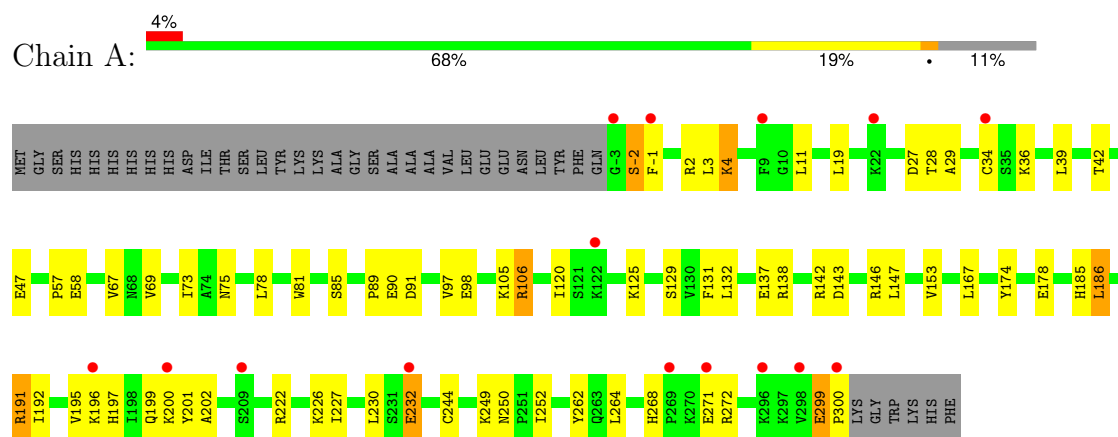 4%
Chain A:
68% 19% • 11%
MET GLY SER HIS HIS HIS HIS HIS HIS ASP ILE THR SER LEU TYR LYS LYS ALA GLY SER ALA ALA ALA VAL LEU GLU GLU ASN LEU TYR PHE GLN G-3 S-2 F-1 R2 L3 K4 F9 G10 L11 L19 K22 D27 T28 A29 C34 S35 K36 L39 T42
E47 P57 E58 V67 N68 V69 I73 A74 N75 L78 W81 S85 P89 E90 D91 V97 E98 K105 R106 I120 S121 K122 K125 S129 V130 F131 L132 E137 R138 R142 D143 R146 L147 V153 L167 Y174 E178 H185 L186
R191 I192 V195 K196 H197 I198 Q199 K200 Y201 A202 S209 R222 K226 I227 L230 S231 E232 C244 K249 N250 P251 I252 Y262 Q263 L264 H268 P269 K270 E271 R272 K296 K297 V298 E299 P300 LYS GLY TRP LYS HIS PHE